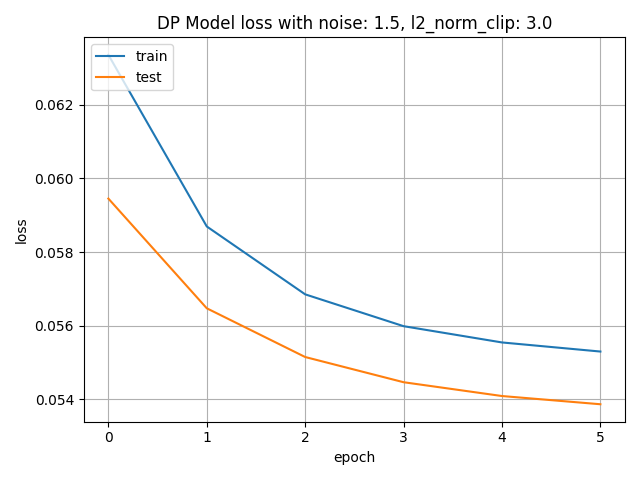 DP Model loss with noise: 1.5, l2_norm_clip: 3.0
train
test
0.062
0.060
0.058
0.056
0.054
loss
0 1 2 3 4 5
epoch